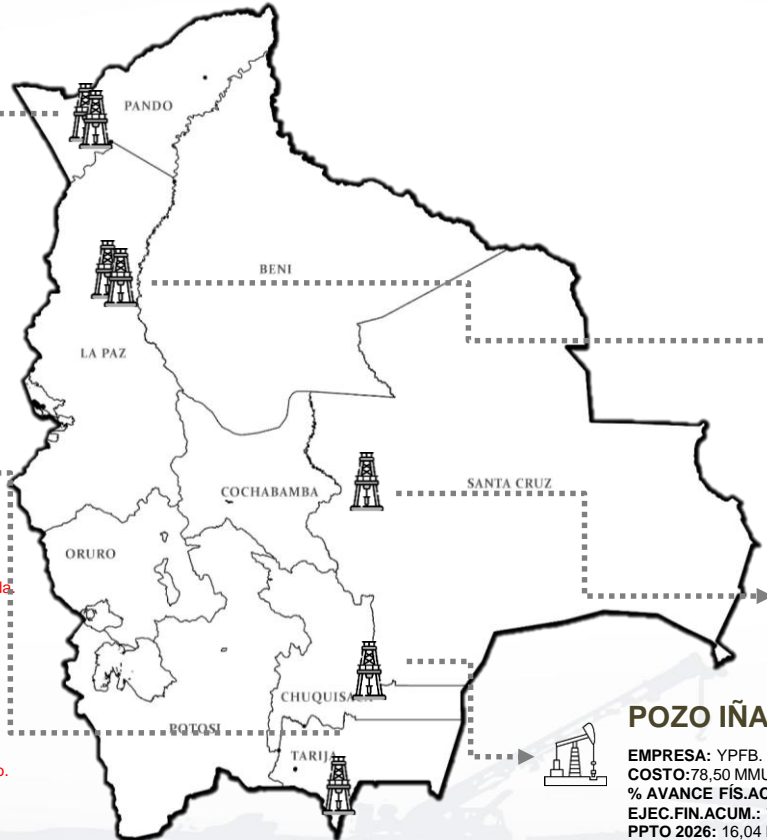 PANDO
BENI
LA PAZ
COCHABAMBA
SANTA CRUZ
ORURO
CHUQUISACA
POTOSI
TARIJA
POZO IÑA
EMPRESA: YPFB.
COSTO:78,50 MMU
% AVANCE FÍS.AC
EJEC.FIN.ACUM.:
PPTO 2026: 16,04